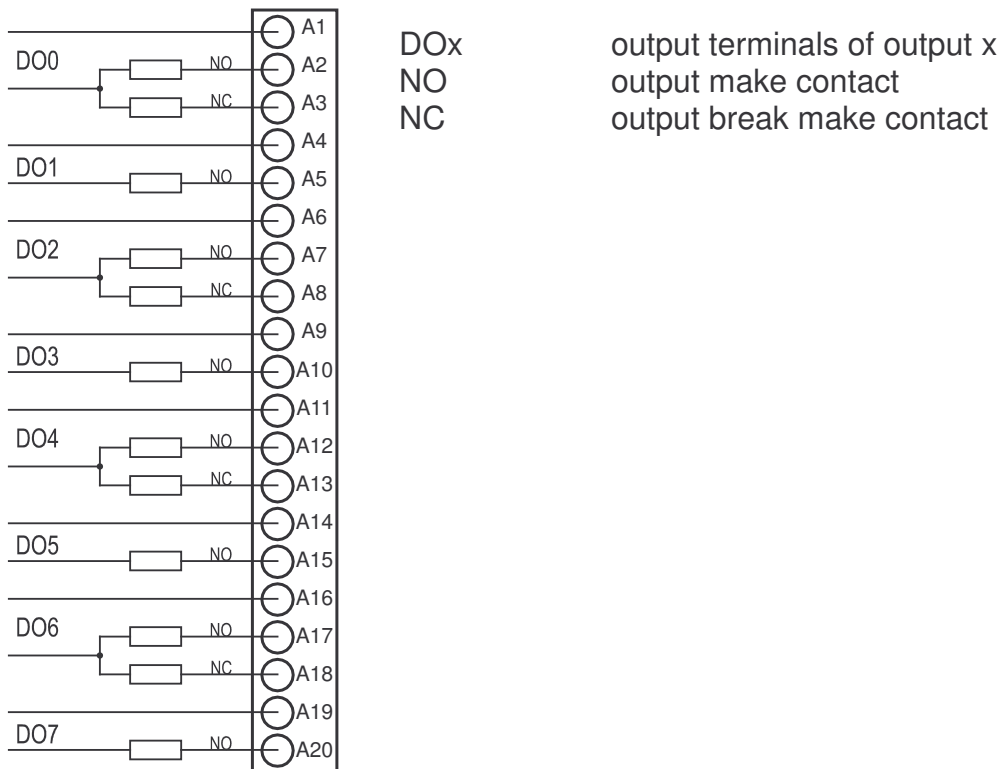 A1
DO0 NO A2
NC A3
A4
DO1 NO A5
A6
DO2 NO A7
NC A8
A9
DO3 NO A10
A11
DO4 NO A12
NC A13
A14
DO5 NO A15
A16
DO6 NO A17
NC A18
A19
DO7 NO A20
DOx output terminals of output x
NO output make contact
NC output break make contact